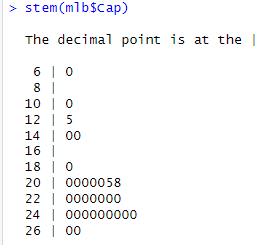 > stem(mlb$Cap)
The decimal point is at the |
6 | 0
8 |
10 | 0
12 | 5
14 | 00
16 |
18 | 0
20 | 0000058
22 | 0000000
24 | 000000000
26 | 00